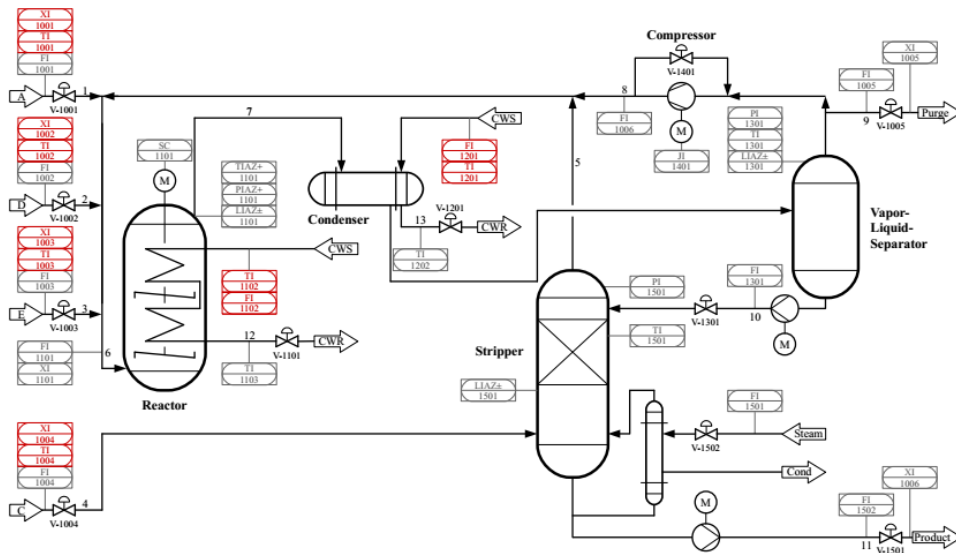 XI
1001
TI
1001
FI
1001
A
V-1001
1
XI
1002
TI
1002
FI
1002
D
V-1002
2
XI
1003
TI
1003
FI
1003
E
V-1003
3
FI
1101
XI
1101
6
XI
1004
TI
1004
FI
1004
C
V-1004
4
7
SC
1101
M
TIAZ+
1101
PIAZ+
1101
LIAZ±
1101
CWS
TI
1102
FI
1102
12
V-1101
CWR
TI
1103
Reactor
CWS
FI
1201
TI
1201
Condenser
13
V-1201
CWR
TI
1202
Compressor
V-1401
8
FI
1006
M
JI
1401
5
PI
1301
TI
1301
LIAZ±
1301
FI
1005
XI
1005
9
V-1005
Purge
Vapor-
Liquid-
Separator
FI
1301
V-1301
10
M
PI
1501
TI
1501
Stripper
LIAZ±
1501
FI
1501
V-1502
Steam
Cond
M
FI
1502
XI
1006
11
V-1501
Product